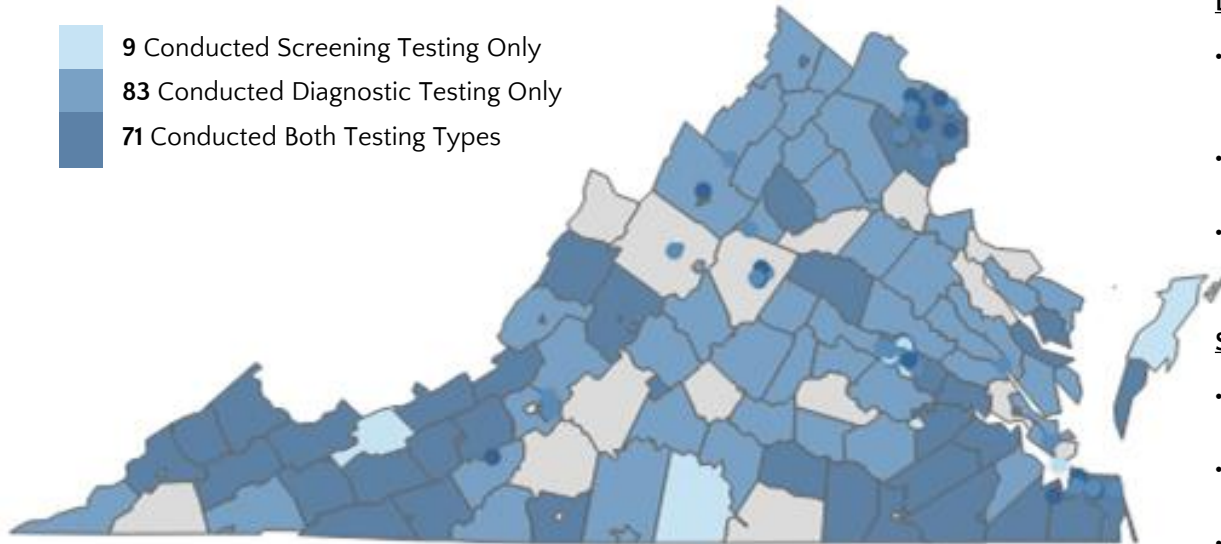 9 Conducted Screening Testing Only
83 Conducted Diagnostic Testing Only
71 Conducted Both Testing Types